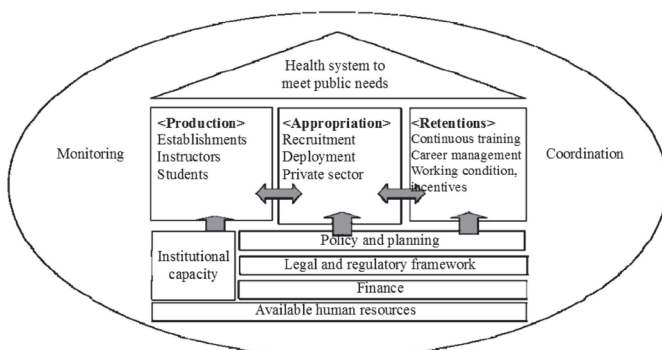 Health system to
meet public needs
Monitoring
<Production>
Establishments
Instructors
Students
<Appropriation>
Recruitment
Deployment
Private sector
<Retentions>
Continuous training
Career management
Working condition,
incentives
Coordination
Institutional
capacity
Policy and planning
Legal and regulatory framework
Finance
Available human resources